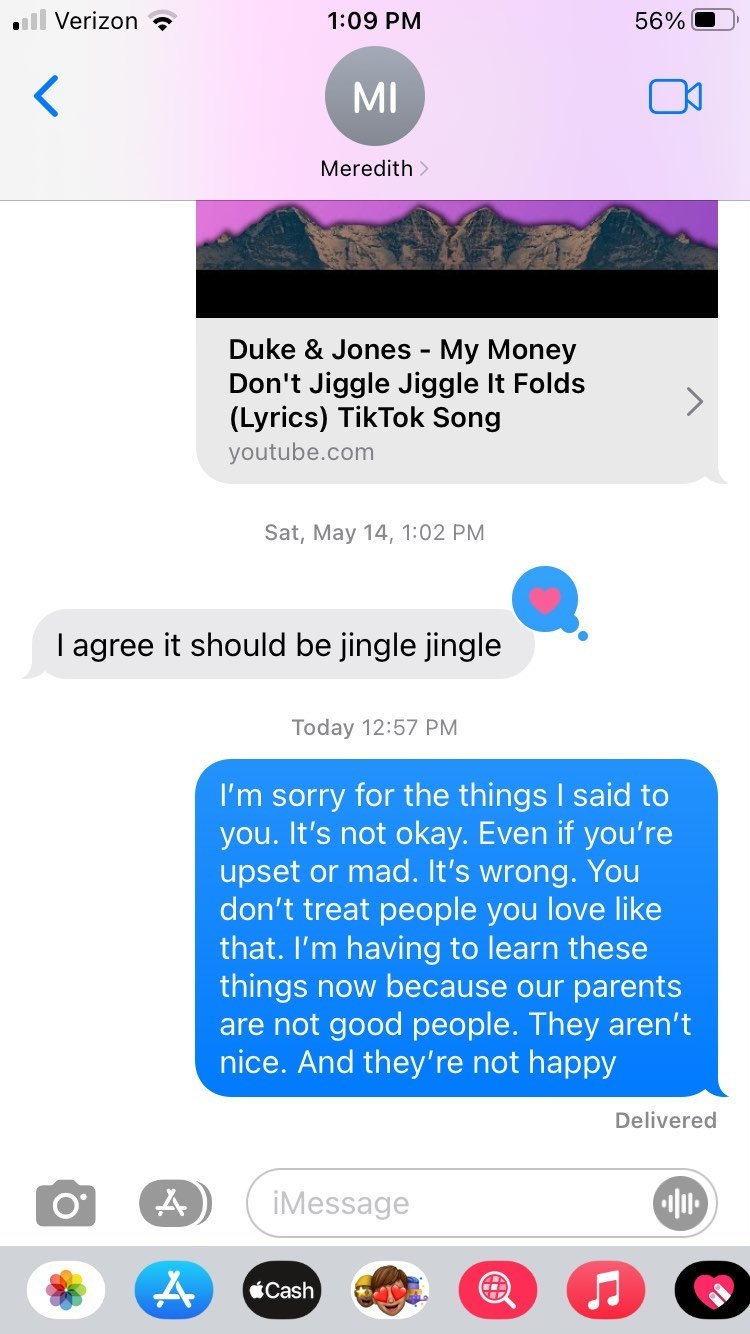 Verizon 1:09 PM 56%
MI
Meredith
Duke & Jones - My Money
Don't Jiggle Jiggle It Folds
(Lyrics) TikTok Song
youtube.com
Sat, May 14, 1:02 PM
I agree it should be jingle jingle
Today 12:57 PM
I’m sorry for the things I said to
you. It’s not okay. Even if you’re
upset or mad. It’s wrong. You
don’t treat people you love like
that. I’m having to learn these
things now because our parents
are not good people. They aren’t
nice. And they’re not happy
Delivered
iMessage
Cash